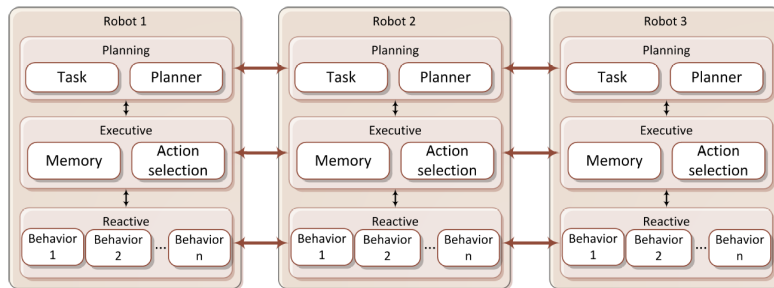 Robot 1
Planning
Task
Planner
Executive
Memory
Action
selection
Reactive
Behavior
1
Behavior
2
...
Behavior
n
Robot 2
Planning
Task
Planner
Executive
Memory
Action
selection
Reactive
Behavior
1
Behavior
2
...
Behavior
n
Robot 3
Planning
Task
Planner
Executive
Memory
Action
selection
Reactive
Behavior
1
Behavior
2
...
Behavior
n